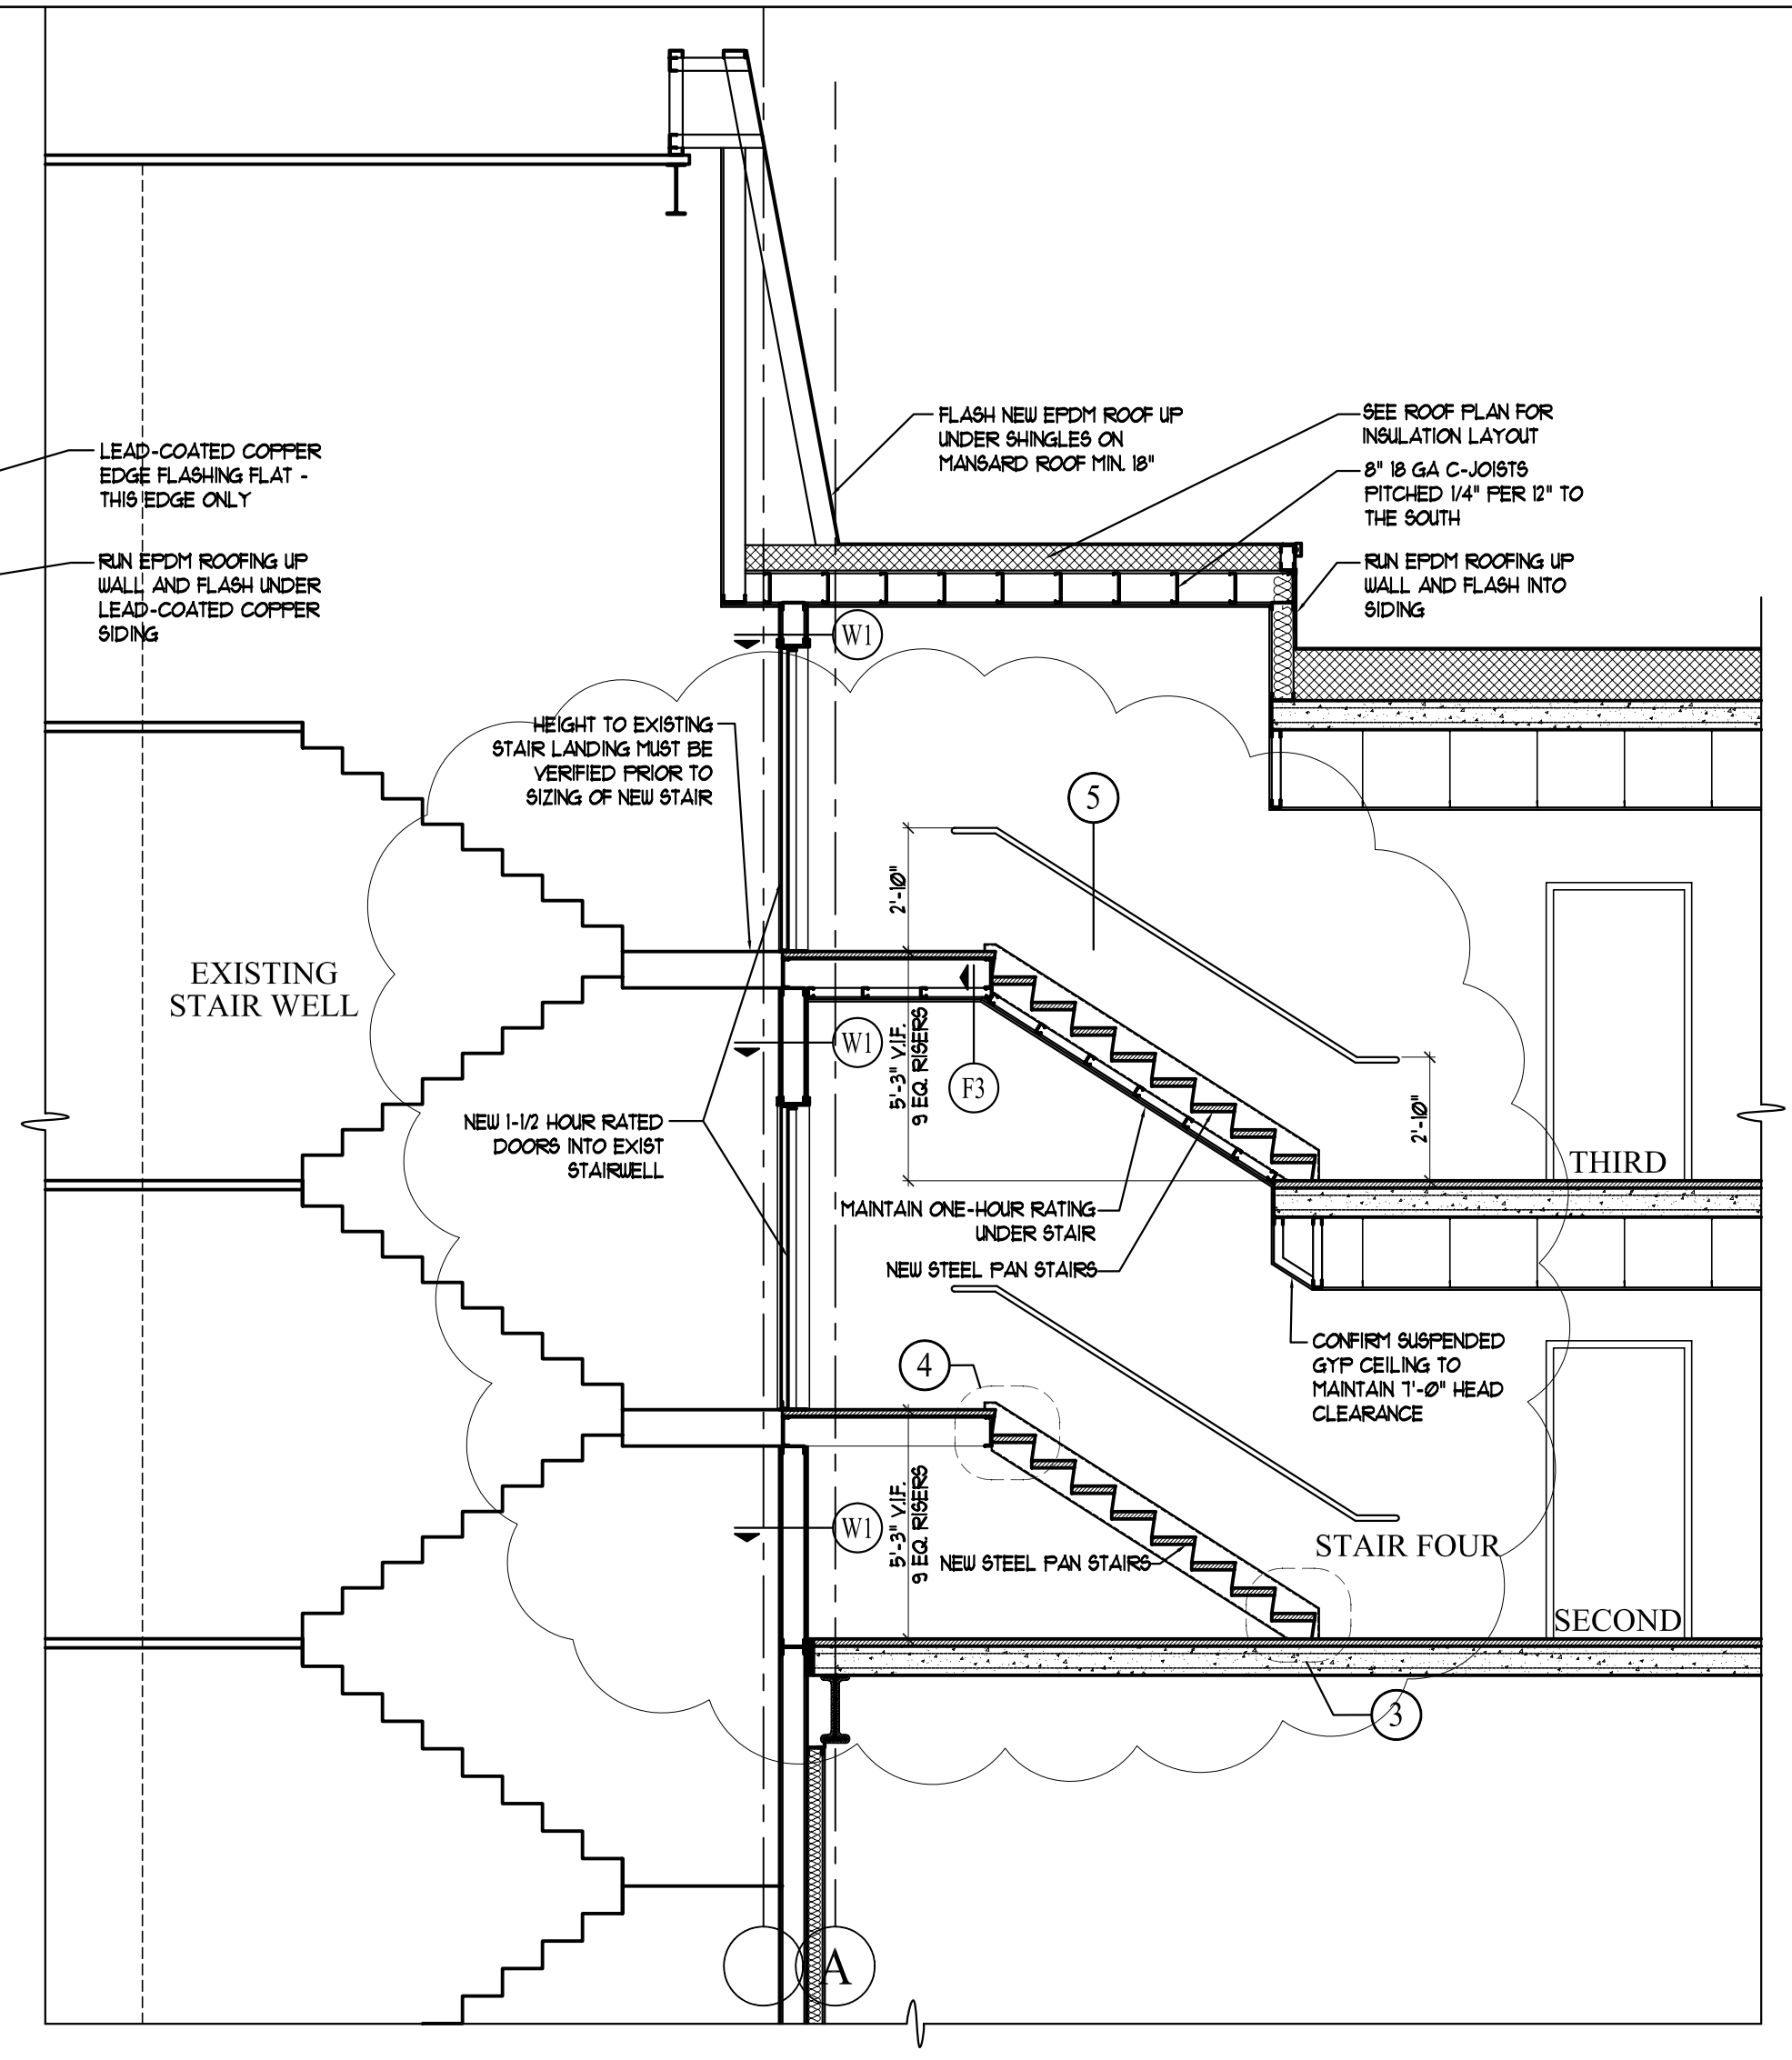 FLASH NEW EPDM ROOF UP
UNDER SHINGLES ON
MANSARD ROOF MIN. 18"
SEE ROOF PLAN FOR
INSULATION LAYOUT
8" 18 GA C-JOISTS
PITCHED 1/4" PER 12" TO
THE SOUTH
LEAD-COATED COPPER
EDGE FLASHING FLAT -
THIS EDGE ONLY
RUN EPDM ROOFING UP
WALL AND FLASH UNDER
LEAD-COATED COPPER
SIDING
RUN EPDM ROOFING UP
WALL AND FLASH INTO
SIDING
W1
HEIGHT TO EXISTING
STAIR LANDING MUST BE
VERIFIED PRIOR TO
SIZING OF NEW STAIR
5
2'-10"
EXISTING
STAIR WELL
W1
F3
5'-3" V.I.F.
9 EQ. RISERS
2'-10"
NEW 1-1/2 HOUR RATED
DOORS INTO EXIST
STAIRWELL
THIRD
MAINTAIN ONE-HOUR RATING
UNDER STAIR
NEW STEEL PAN STAIRS
4
CONFIRM SUSPENDED
GYP CEILING TO
MAINTAIN 7'-0" HEAD
CLEARANCE
W1
5'-3" V.I.F.
9 EQ. RISERS
NEW STEEL PAN STAIRS
STAIR FOUR
SECOND
3
A